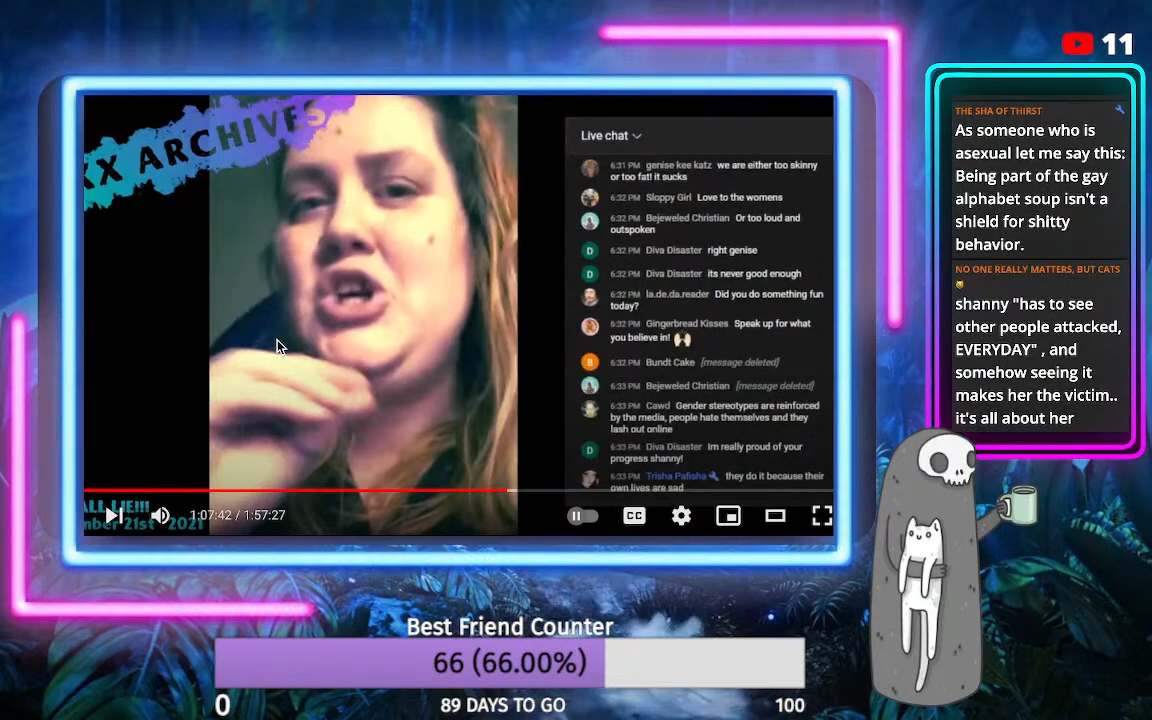 11
XX ARCHIVES
Live chat
6:31 PM genise kee katz we are either too skinny
or too fat! it sucks
6:32 PM Sloppy Girl Love to the womens
6:32 PM Bejeweled Christian Or too loud and
outspoken
D 6:32 PM Diva Disaster right genise
D 6:32 PM Diva Disaster its never good enough
6:32 PM la.de.da.reader Did you do something fun
today?
6:32 PM Gingerbread Kisses Speak up for what
you believe in!
B 6:32 PM Bundt Cake [message deleted]
6:33 PM Bejeweled Christian [message deleted]
6:33 PM Cawd Gender stereotypes are reinforced
by the media, people hate themselves and they
lash out online
D 6:33 PM Diva Disaster Im really proud of your
progress shanny!
6:33 PM Trisha Pafisha they do it because their
own lives are sad
ALL LIE!!!
mber 21st 2021
1:07:42 / 1:57:27
CC
THE SHA OF THIRST
As someone who is
asexual let me say this:
Being part of the gay
alphabet soup isn't a
shield for shitty
behavior.
NO ONE REALLY MATTERS, BUT CATS
shanny "has to see
other people attacked,
EVERYDAY" , and
somehow seeing it
makes her the victim..
it's all about her
Best Friend Counter
66 (66.00%)
0 89 DAYS TO GO 100